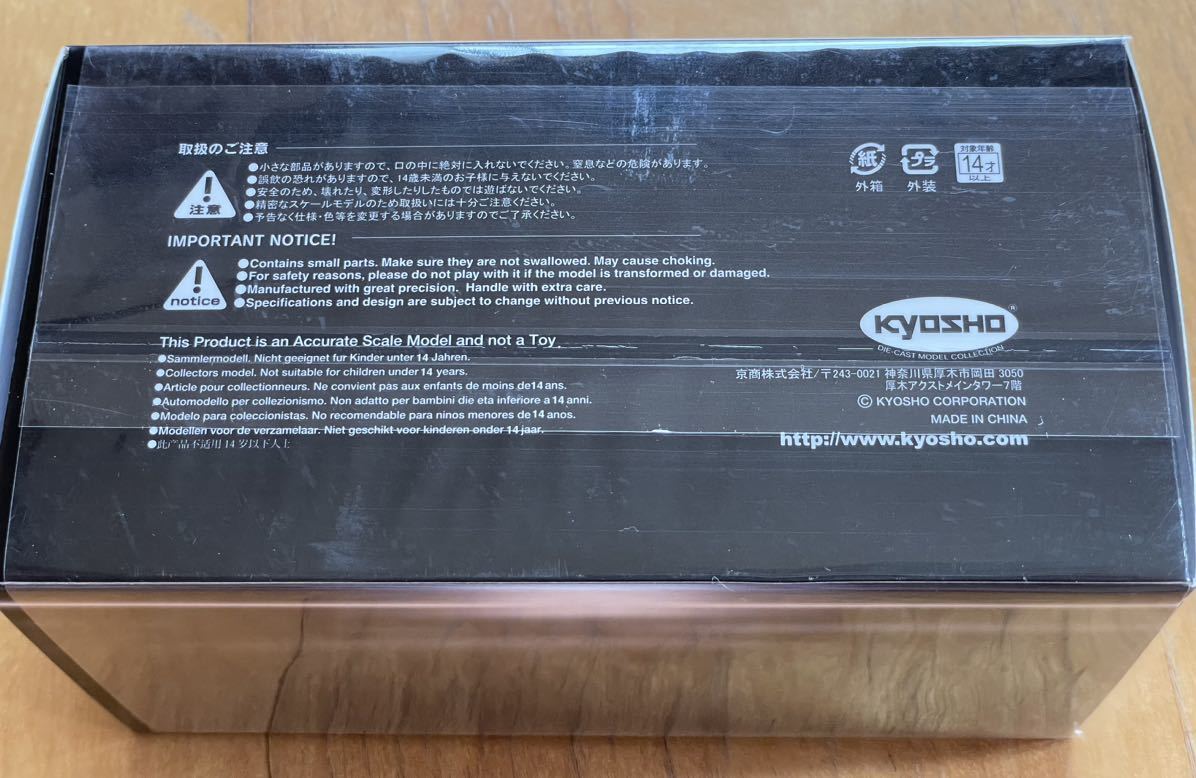 取扱のご注意
●小さな部品がありますので、口の中に絶対に入れないでください。窒息などの危険があります。
●誤飲の恐れがありますので、14歳未満のお子様に与えないでください。
●安全のため、壊れたり、変形したりしたものでは遊ばないでください。
●精密なスケールモデルのため取扱いには十分ご注意ください。
●予告なく仕様・色等を変更する場合がありますのでご了承ください。
注意
紙
外箱
プラ
外装
対象年齢
14才
以上
IMPORTANT NOTICE!
●Contains small parts. Make sure they are not swallowed. May cause choking.
●For safety reasons, please do not play with it if the model is transformed or damaged.
●Manufactured with great precision. Handle with extra care.
●Specifications and design are subject to change without previous notice.
notice
This Product is an Accurate Scale Model and not a Toy
●Sammlermodell. Nicht geeignet fur Kinder unter 14 Jahren.
●Collectors model. Not suitable for children under 14 years.
●Article pour collectionneurs. Ne convient pas aux enfants de moins de14 ans.
●Automodello per collezionismo. Non adatto per bambini die eta inferiore a 14 anni.
●Modelo para coleccionistas. No recomendable para ninos menores de14 anos.
●Modellen voor de verzamelaar. Niet geschikt voor kinderen onder 14 jaar.
●此产品不适用14岁以下人士
KYOSHO®
DIE-CAST MODEL COLLECTION
京商株式会社/〒243-0021 神奈川県厚木市岡田 3050
厚木アクストメインタワー7階
© KYOSHO CORPORATION
MADE IN CHINA
http://www.kyosho.com